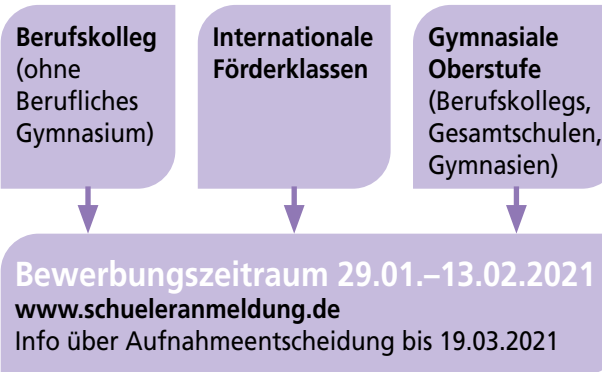 Berufskolleg
(ohne
Berufliches
Gymnasium)
Internationale
Förderklassen
Gymnasiale
Oberstufe
(Berufskollegs,
Gesamtschulen,
Gymnasien)
Bewerbungszeitraum 29.01.–13.02.2021
www.schueleranmeldung.de
Info über Aufnahmeentscheidung bis 19.03.2021